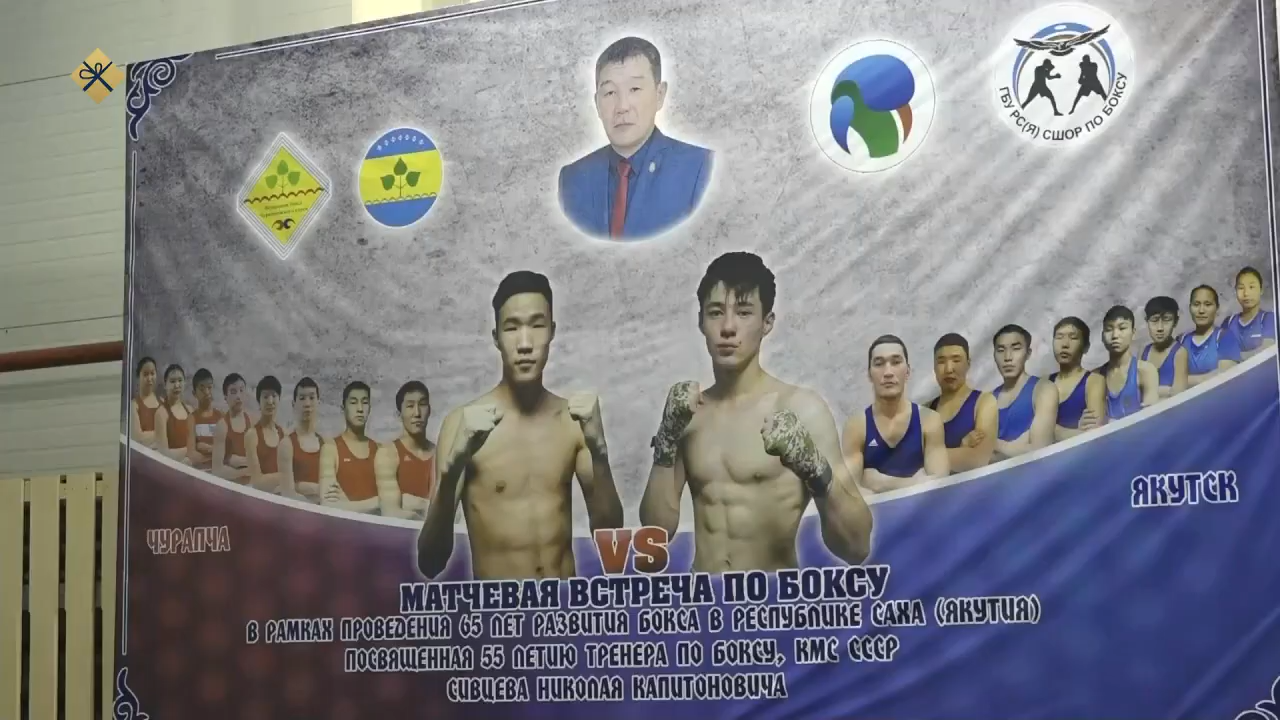 ГБУ РС(Я) СШОР ПО БОКСУ
ЧУРАПЧА
ЯКУТСК
VS
МАТЧЕВАЯ ВСТРЕЧА ПО БОКСУ
В РАМКАХ ПРОВЕДЕНИЯ 65 ЛЕТ РАЗВИТИЯ БОКСА В РЕСПУБЛИКЕ САХА (ЯКУТИЯ)
ПОСВЯЩЕННАЯ 55 ЛЕТИЮ ТРЕНЕРА ПО БОКСУ, КМС СССР
СИВЦЕВА НИКОЛАЯ КАПИТОНОВИЧА